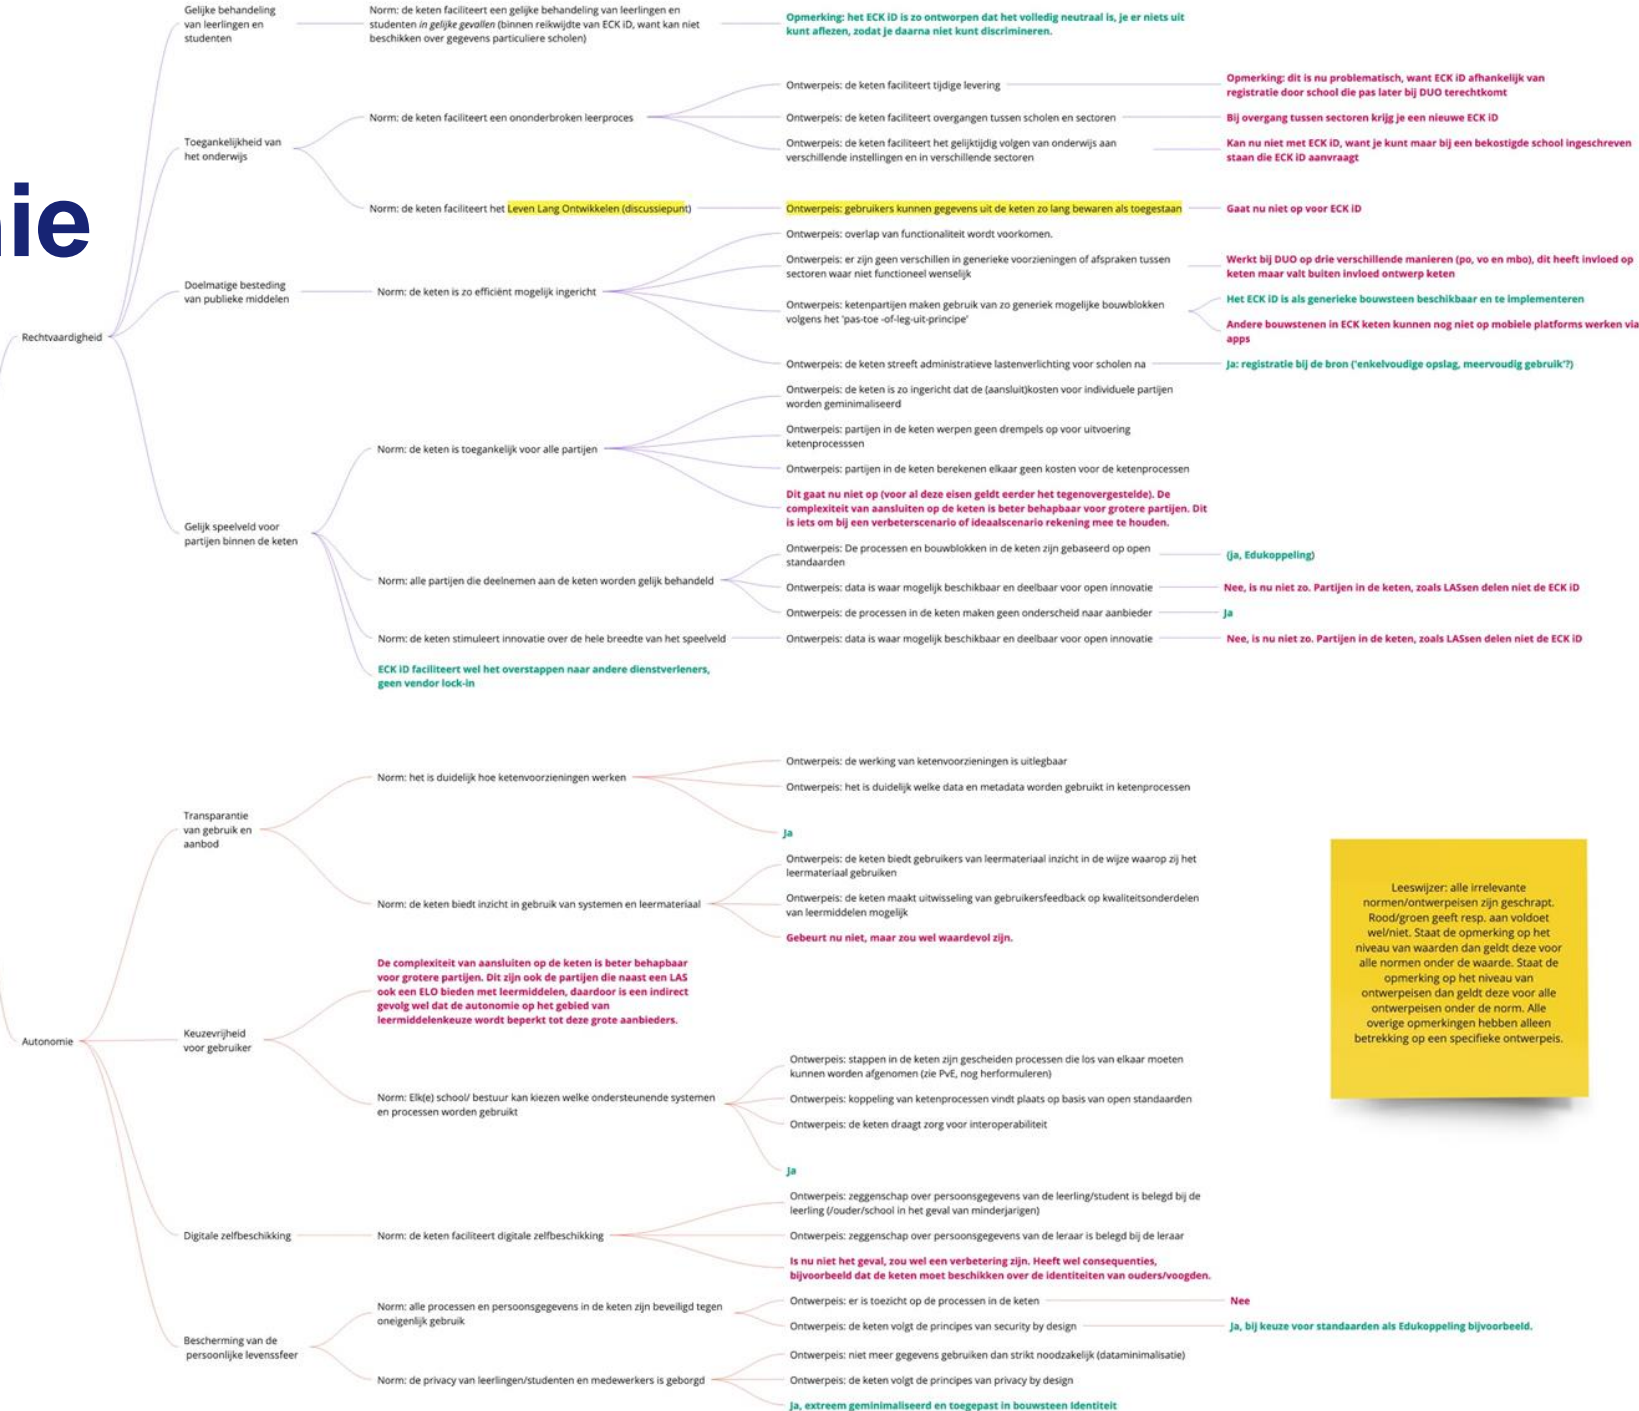 nie
Rechtvaardigheid
Gelijke behandeling
van leerlingen en
studenten
Norm: de keten faciliteert een gelijke behandeling van leerlingen en
studenten in gelijke gevallen (binnen reikwijdte van ECK iD, want kan niet
beschikken over gegevens particuliere scholen)
Opmerking: het ECK iD is zo ontworpen dat het volledig neutraal is, je er niets uit
kunt aflezen, zodat je daarna niet kunt discrimineren.
Toegankelijkheid van
het onderwijs
Norm: de keten faciliteert een ononderbroken leerproces
Ontwerpeis: de keten faciliteert tijdige levering
Opmerking: dit is nu problematisch, want ECK iD afhankelijk van
registratie door school die pas later bij DUO terechtkomt
Ontwerpeis: de keten faciliteert overgangen tussen scholen en sectoren
Bij overgang tussen sectoren krijg je een nieuwe ECK iD
Ontwerpeis: de keten faciliteert het gelijktijdig volgen van onderwijs aan
verschillende instellingen en in verschillende sectoren
Kan nu niet met ECK iD, want je kunt maar bij een bekostigde school ingeschreven
staan die ECK iD aanvraagt
Norm: de keten faciliteert het Leven Lang Ontwikkelen (discussiepunt)
Ontwerpeis: gebruikers kunnen gegevens uit de keten zo lang bewaren als toegestaan
Gaat nu niet op voor ECK iD
Doelmatige besteding
van publieke middelen
Norm: de keten is zo efficiënt mogelijk ingericht
Ontwerpeis: overlap van functionaliteit wordt voorkomen.
Ontwerpeis: er zijn geen verschillen in generieke voorzieningen of afspraken tussen
sectoren waar niet functioneel wenselijk
Werkt bij DUO op drie verschillende manieren (po, vo en mbo), dit heeft invloed op
keten maar valt buiten invloed ontwerp keten
Ontwerpeis: ketenpartijen maken gebruik van zo generiek mogelijke bouwblokken
volgens het 'pas-toe -of-leg-uit-principe'
Het ECK iD is als generieke bouwsteen beschikbaar en te implementeren
Andere bouwstenen in ECK keten kunnen nog niet op mobiele platforms werken via
apps
Ontwerpeis: de keten streeft administratieve lastenverlichting voor scholen na
Ja: registratie bij de bron ('enkelvoudige opslag, meervoudig gebruik'?)
Gelijk speelveld voor
partijen binnen de keten
Norm: de keten is toegankelijk voor alle partijen
Ontwerpeis: de keten is zo ingericht dat de (aansluit)kosten voor individuele partijen
worden geminimaliseerd
Ontwerpeis: partijen in de keten werpen geen drempels op voor uitvoering
ketenprocesssen
Ontwerpeis: partijen in de keten berekenen elkaar geen kosten voor de ketenprocessen
Dit gaat nu niet op (voor al deze eisen geldt eerder het tegenovergestelde). De
complexiteit van aansluiten op de keten is beter behapbaar voor grotere partijen. Dit
is iets om bij een verbeterscenario of ideaalscenario rekening mee te houden.
Norm: alle partijen die deelnemen aan de keten worden gelijk behandeld
Ontwerpeis: De processen en bouwblokken in de keten zijn gebaseerd op open
standaarden
(ja, Edukoppeling)
Ontwerpeis: data is waar mogelijk beschikbaar en deelbaar voor open innovatie
Nee, is nu niet zo. Partijen in de keten, zoals LASsen delen niet de ECK iD
Ontwerpeis: de processen in de keten maken geen onderscheid naar aanbieder
Ja
Norm: de keten stimuleert innovatie over de hele breedte van het speelveld
Ontwerpeis: data is waar mogelijk beschikbaar en deelbaar voor open innovatie
Nee, is nu niet zo. Partijen in de keten, zoals LASsen delen niet de ECK iD
ECK iD faciliteert wel het overstappen naar andere dienstverleners,
geen vendor lock-in
Autonomie
Transparantie
van gebruik en
aanbod
Norm: het is duidelijk hoe ketenvoorzieningen werken
Ontwerpeis: de werking van ketenvoorzieningen is uitlegbaar
Ontwerpeis: het is duidelijk welke data en metadata worden gebruikt in ketenprocessen
Ja
Norm: de keten biedt inzicht in gebruik van systemen en leermateriaal
Ontwerpeis: de keten biedt gebruikers van leermateriaal inzicht in de wijze waarop zij het
leermateriaal gebruiken
Ontwerpeis: de keten maakt uitwisseling van gebruikersfeedback op kwaliteitsonderdelen
van leermiddelen mogelijk
Gebeurt nu niet, maar zou wel waardevol zijn.
Keuzevrijheid
voor gebruiker
De complexiteit van aansluiten op de keten is beter behapbaar
voor grotere partijen. Dit zijn ook de partijen die naast een LAS
ook een ELO bieden met leermiddelen, daardoor is een indirect
gevolg wel dat de autonomie op het gebied van
leermiddelenkeuze wordt beperkt tot deze grote aanbieders.
Norm: Elk(e) school/ bestuur kan kiezen welke ondersteunende systemen
en processen worden gebruikt
Ontwerpeis: stappen in de keten zijn gescheiden processen die los van elkaar moeten
kunnen worden afgenomen (zie PvE, nog herformuleren)
Ontwerpeis: koppeling van ketenprocessen vindt plaats op basis van open standaarden
Ontwerpeis: de keten draagt zorg voor interoperabiliteit
Ja
Digitale zelfbeschikking
Norm: de keten faciliteert digitale zelfbeschikking
Ontwerpeis: zeggenschap over persoonsgegevens van de leerling/student is belegd bij de
leerling (/ouder/school in het geval van minderjarigen)
Ontwerpeis: zeggenschap over persoonsgegevens van de leraar is belegd bij de leraar
Is nu niet het geval, zou wel een verbetering zijn. Heeft wel consequenties,
bijvoorbeeld dat de keten moet beschikken over de identiteiten van ouders/voogden.
Bescherming van de
persoonlijke levenssfeer
Norm: alle processen en persoonsgegevens in de keten zijn beveiligd tegen
oneigenlijk gebruik
Ontwerpeis: er is toezicht op de processen in de keten
Nee
Ontwerpeis: de keten volgt de principes van security by design
Ja, bij keuze voor standaarden als Edukoppeling bijvoorbeeld.
Norm: de privacy van leerlingen/studenten en medewerkers is geborgd
Ontwerpeis: niet meer gegevens gebruiken dan strikt noodzakelijk (dataminimalisatie)
Ontwerpeis: de keten volgt de principes van privacy by design
Ja, extreem geminimaliseerd en toegepast in bouwsteen Identiteit
Leeswijzer: alle irrelevante
normen/ontwerpeisen zijn geschrapt.
Rood/groen geeft resp. aan voldoet
wel/niet. Staat de opmerking op het
niveau van waarden dan geldt deze voor
alle normen onder de waarde. Staat de
opmerking op het niveau van
ontwerpeisen dan geldt deze voor alle
ontwerpeisen onder de norm. Alle
overige opmerkingen hebben alleen
betrekking op een specifieke ontwerpeis.